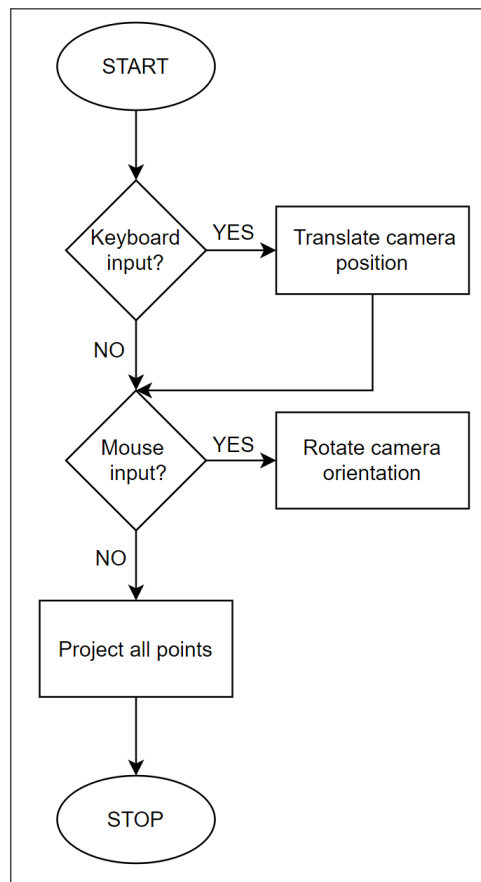 START
Keyboard
input?
YES
Translate camera
position
NO
Mouse
input?
YES
Rotate camera
orientation
NO
Project all points
STOP